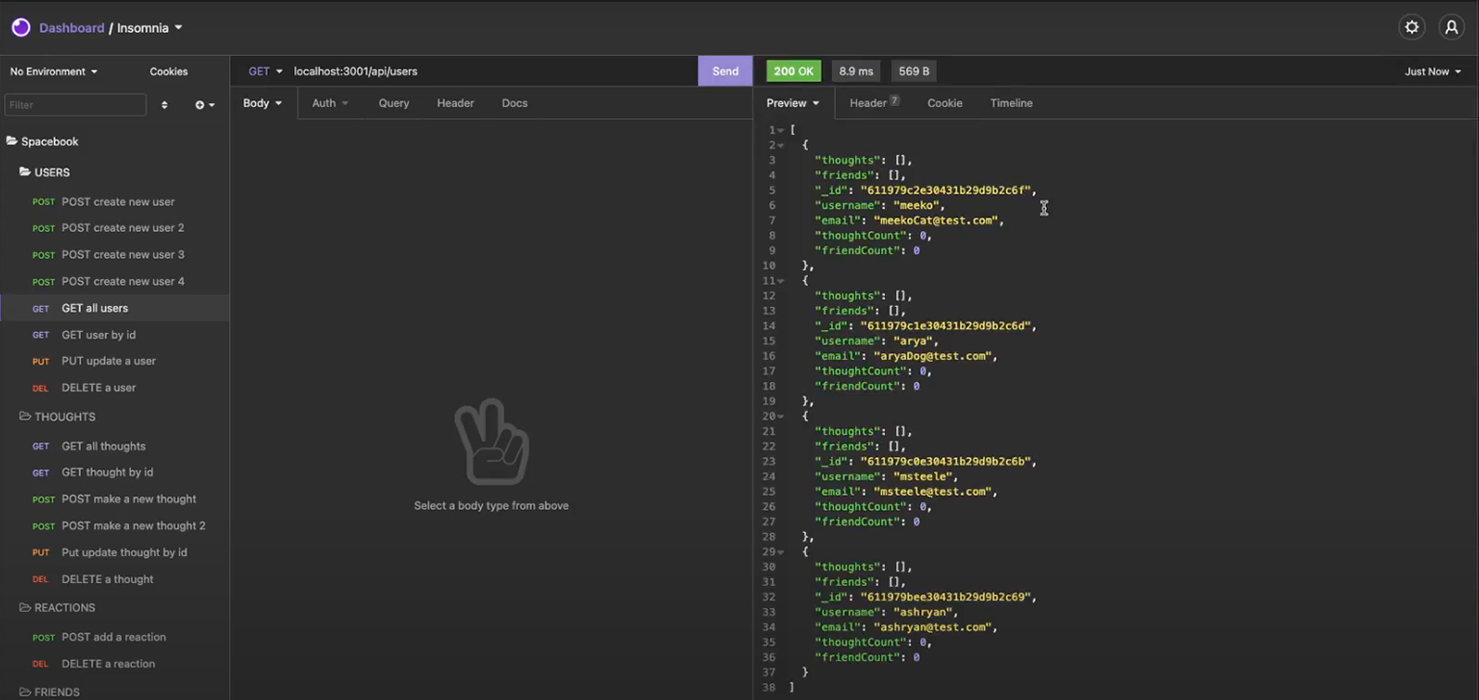 Dashboard / Insomnia
No Environment
Cookies
GET localhost:3001/api/users
Send
200 OK 8.9 ms 569 B
Just Now
Filter
Body Auth Query Header Docs
Preview Header 7 Cookie Timeline
Spacebook
USERS
POST POST create new user
POST POST create new user 2
POST POST create new user 3
POST POST create new user 4
GET GET all users
GET GET user by id
PUT PUT update a user
DEL DELETE a user
THOUGHTS
GET GET all thoughts
GET GET thought by id
POST POST make a new thought
POST POST make a new thought 2
PUT Put update thought by id
DEL DELETE a thought
REACTIONS
POST POST add a reaction
DEL DELETE a reaction
FRIENDS
Select a body type from above
1 [
2 {
3 "thoughts": [],
4 "friends": [],
5 "_id": "611979c2e30431b29d9b2c6f",
6 "username": "meeko",
7 "email": "meekoCat@test.com",
8 "thoughtCount": 0,
9 "friendCount": 0
10 },
11 {
12 "thoughts": [],
13 "friends": [],
14 "_id": "611979c1e30431b29d9b2c6d",
15 "username": "arya",
16 "email": "aryaDog@test.com",
17 "thoughtCount": 0,
18 "friendCount": 0
19 },
20 {
21 "thoughts": [],
22 "friends": [],
23 "_id": "611979c0e30431b29d9b2c6b",
24 "username": "msteele",
25 "email": "msteele@test.com",
26 "thoughtCount": 0,
27 "friendCount": 0
28 },
29 {
30 "thoughts": [],
31 "friends": [],
32 "_id": "611979bee30431b29d9b2c69",
33 "username": "ashryan",
34 "email": "ashryan@test.com",
35 "thoughtCount": 0,
36 "friendCount": 0
37 }
38 ]